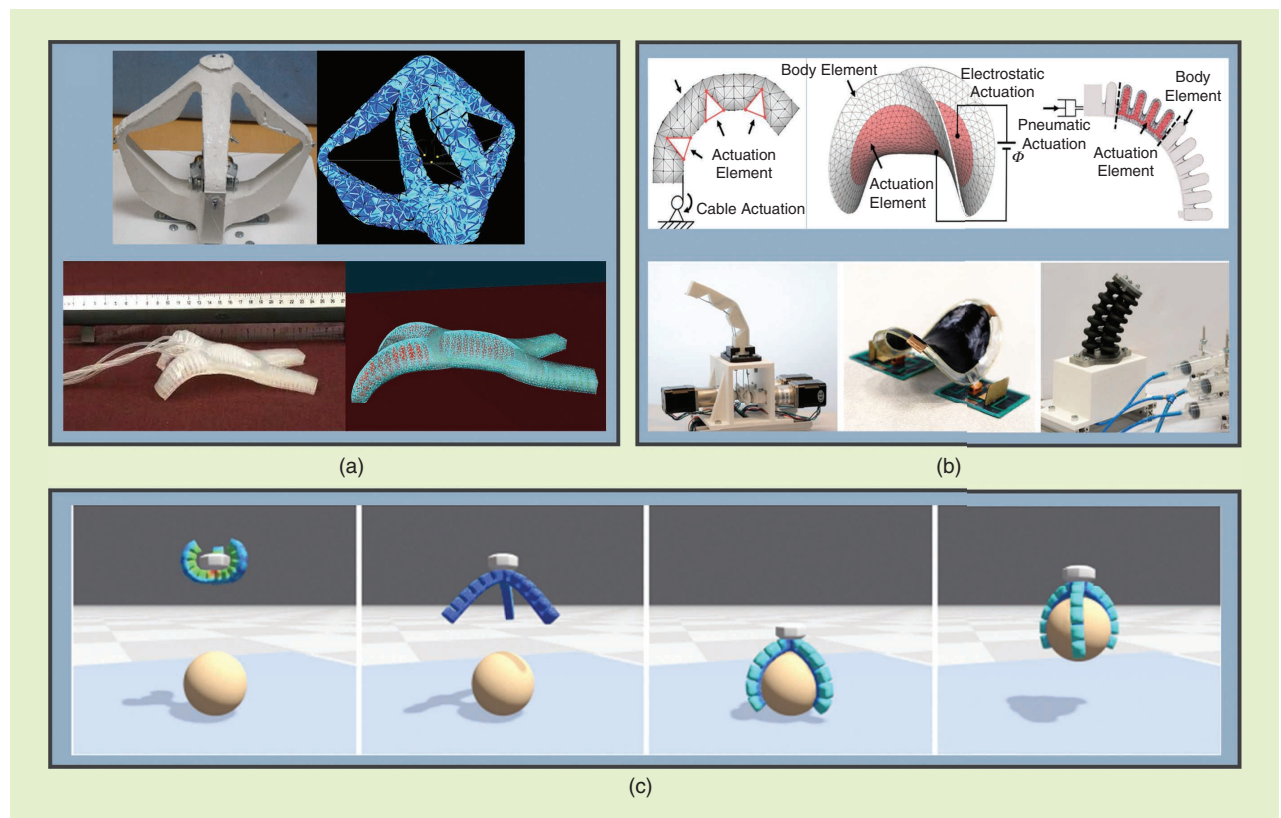 Body Element
Electrostatic
Actuation
Body
Element
Pneumatic
Actuation
Φ
Actuation
Element
Actuation
Element
Actuation
Element
Cable Actuation
(a)
(b)
(c)